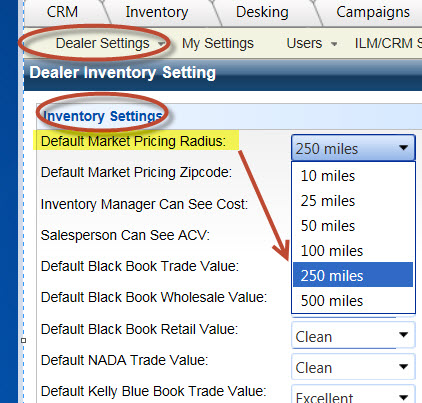 CRM Inventory Desking Campaigns
Dealer Settings My Settings Users ILM/CRM S
Dealer Inventory Setting
Inventory Settings
Default Market Pricing Radius: 250 miles
Default Market Pricing Zipcode: 10 miles
25 miles
Inventory Manager Can See Cost:
50 miles
Salesperson Can See ACV:
100 miles
Default Black Book Trade Value: 250 miles
Default Black Book Wholesale Value: 500 miles
Default Black Book Retail Value: Clean
Default NADA Trade Value: Clean
Default Kelly Blue Book Trade Value: Excellent